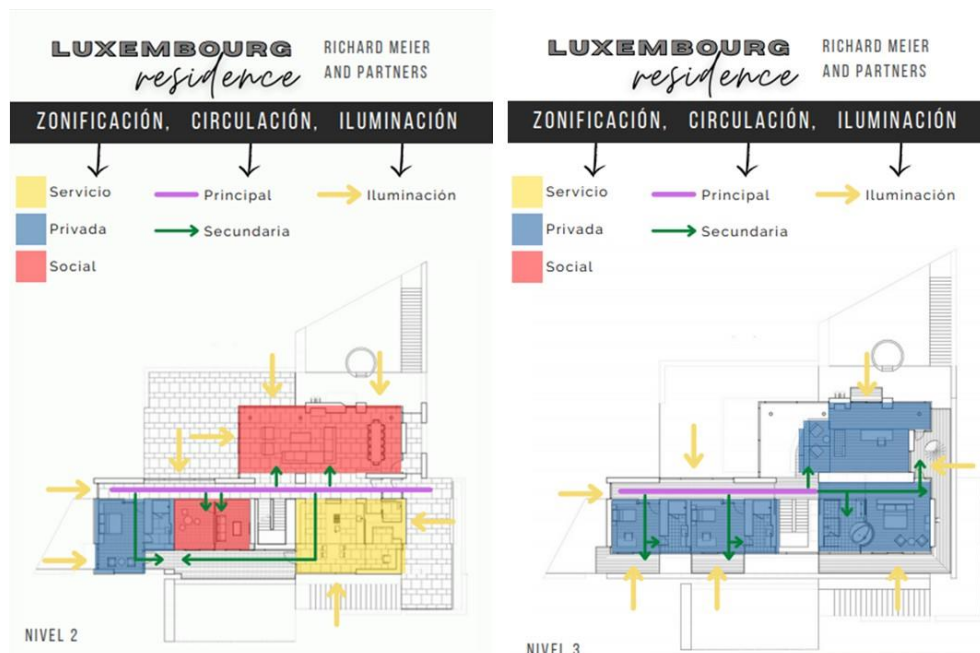 LUXEMBOURG
residence
RICHARD MEIER
AND PARTNERS
ZONIFICACIÓN, CIRCULACIÓN, ILUMINACIÓN
Servicio
Principal
Iluminación
Privada
Secundaria
Social
NIVEL 2
LUXEMBOURG
residence
RICHARD MEIER
AND PARTNERS
ZONIFICACIÓN, CIRCULACIÓN, ILUMINACIÓN
Servicio
Principal
Iluminación
Privada
Secundaria
Social
NIVEL 3